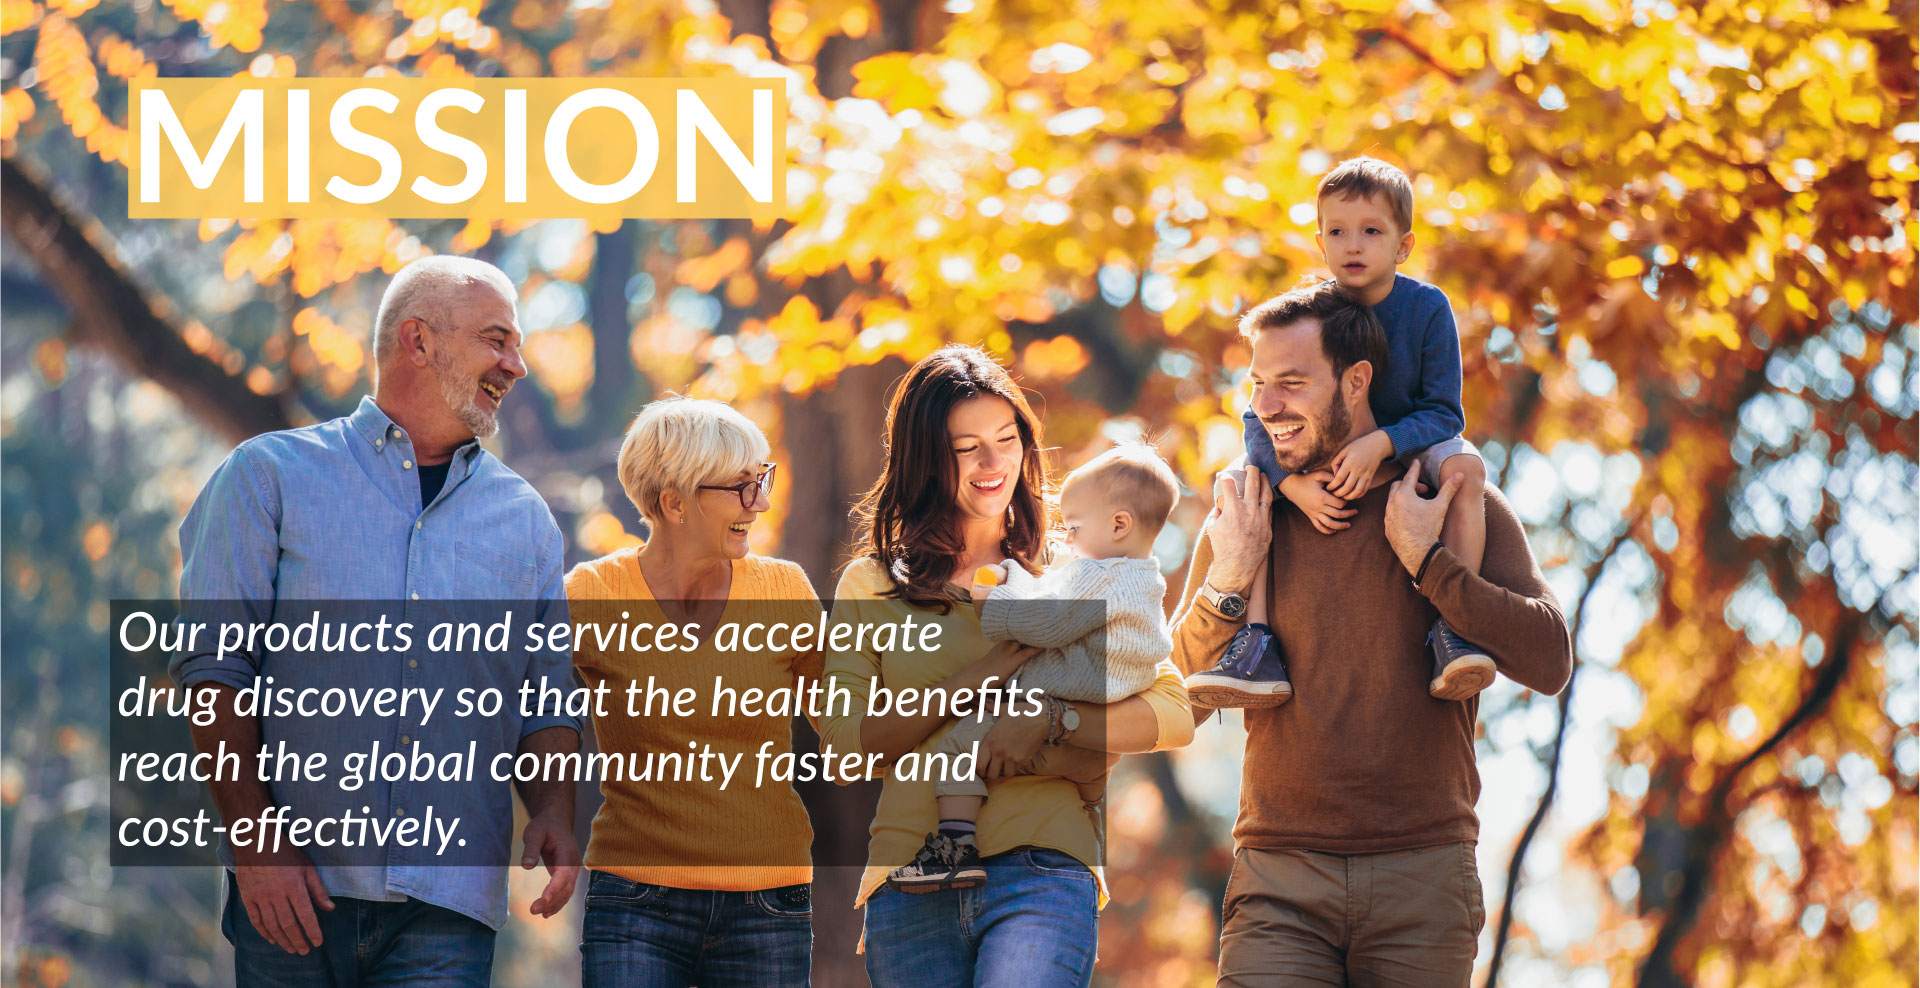 MISSION
Our products and services accelerate
drug discovery so that the health benefits
reach the global community faster and
cost-effectively.